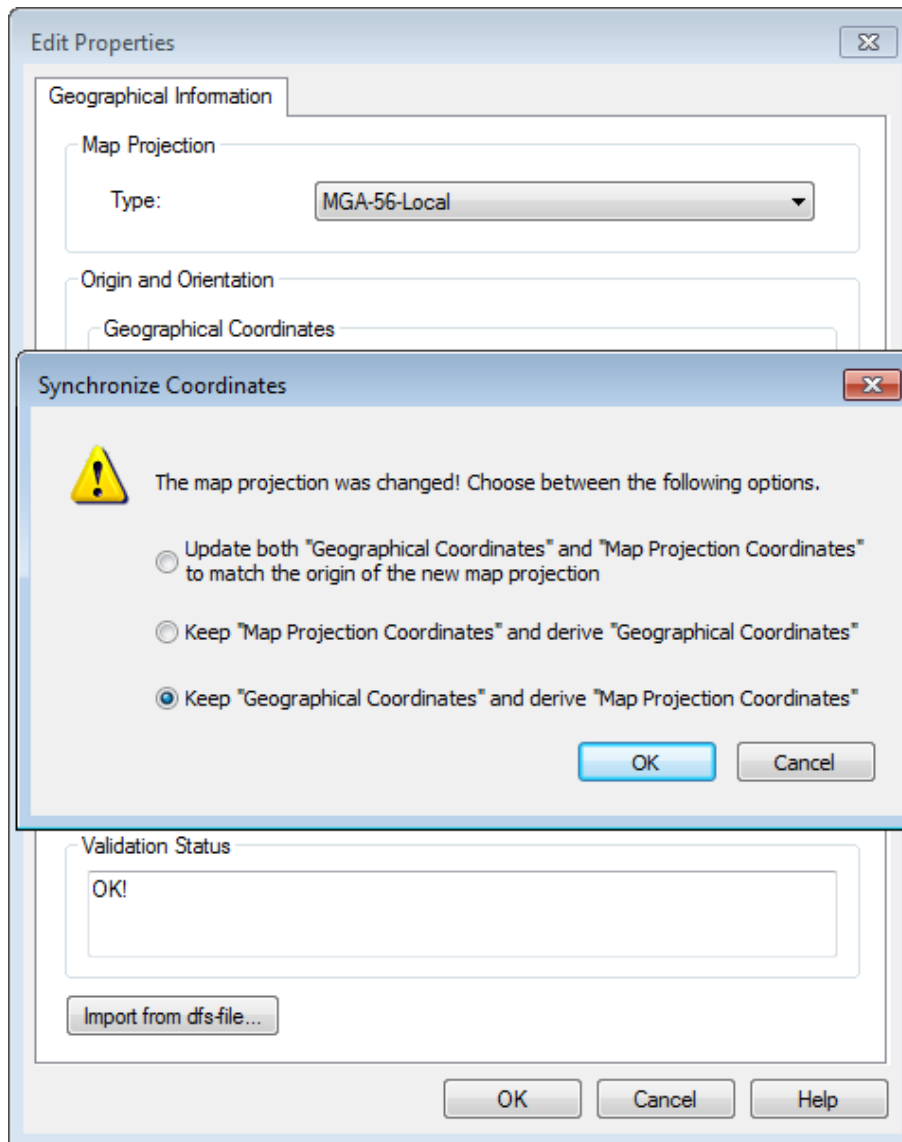 Edit Properties
Geographical Information
Map Projection
Type:
MGA-56-Local
Origin and Orientation
Geographical Coordinates
Synchronize Coordinates
The map projection was changed! Choose between the following options.
Update both "Geographical Coordinates" and "Map Projection Coordinates"
to match the origin of the new map projection
Keep "Map Projection Coordinates" and derive "Geographical Coordinates"
Keep "Geographical Coordinates" and derive "Map Projection Coordinates"
OK
Cancel
Validation Status
OK!
Import from dfs-file...
OK
Cancel
Help